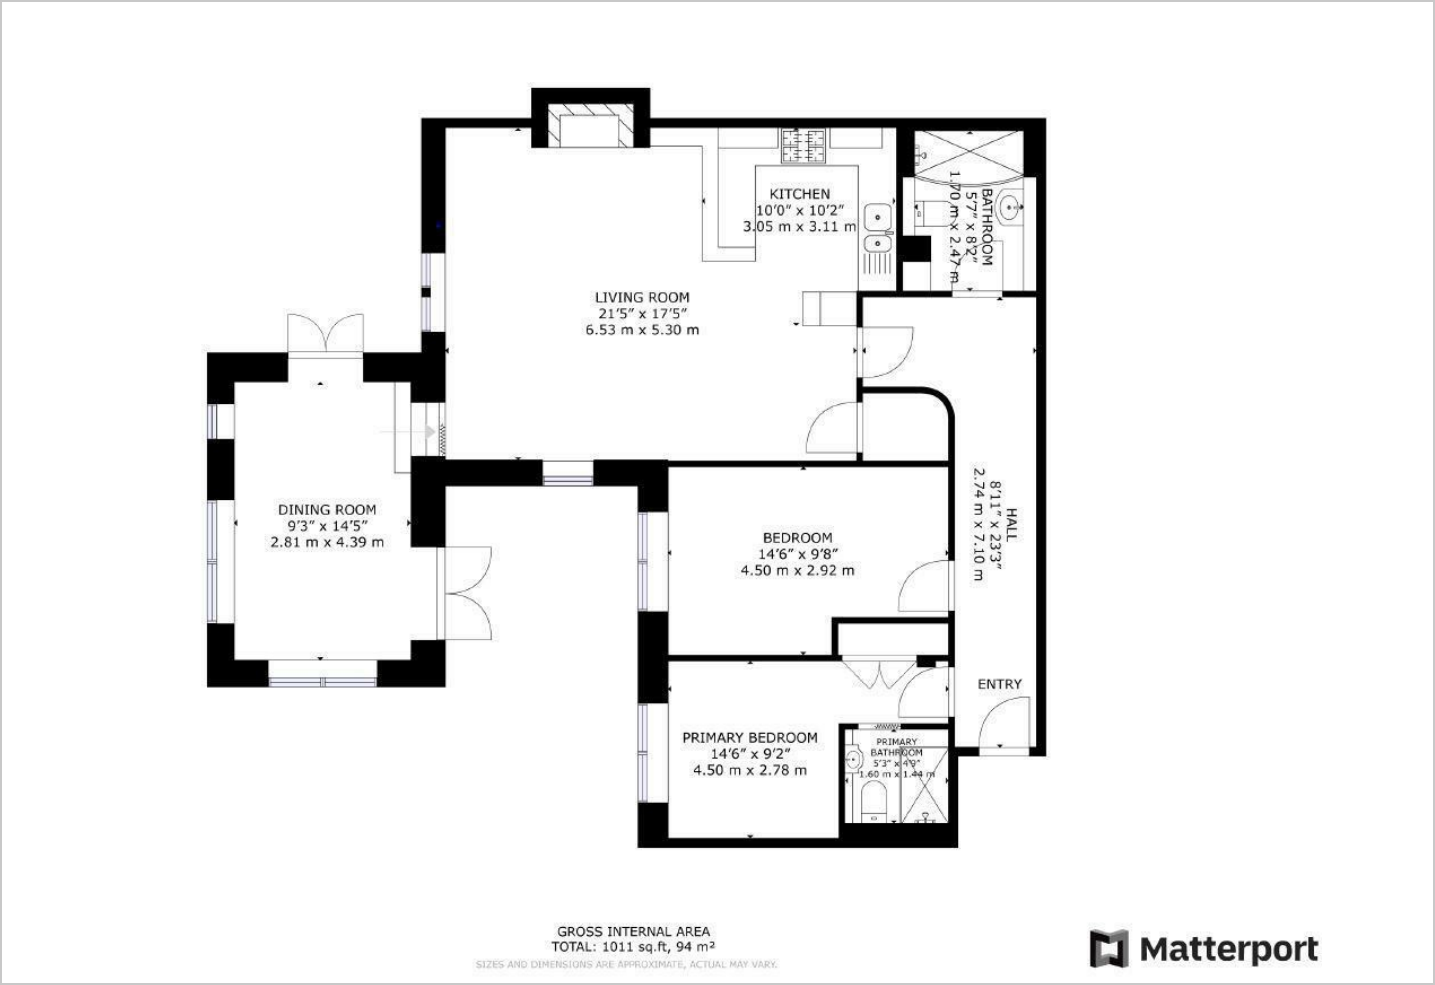 KITCHEN
10'0" x 10'2"
3.05 m x 3.11 m
BATHROOM
5'7" x 8'2"
1.70 m x 2.47 m
LIVING ROOM
21'5" x 17'5"
6.53 m x 5.30 m
DINING ROOM
9'3" x 14'5"
2.81 m x 4.39 m
HALL
8'11" x 23'3"
2.74 m x 7.10 m
BEDROOM
14'6" x 9'8"
4.50 m x 2.92 m
ENTRY
PRIMARY BEDROOM
14'6" x 9'2"
4.50 m x 2.78 m
PRIMARY
BATHROOM
5'3" x 4'9"
1.60 m x 1.44 m
GROSS INTERNAL AREA
TOTAL: 1011 sq.ft, 94 m²
SIZES AND DIMENSIONS ARE APPROXIMATE, ACTUAL MAY VARY.
Matterport